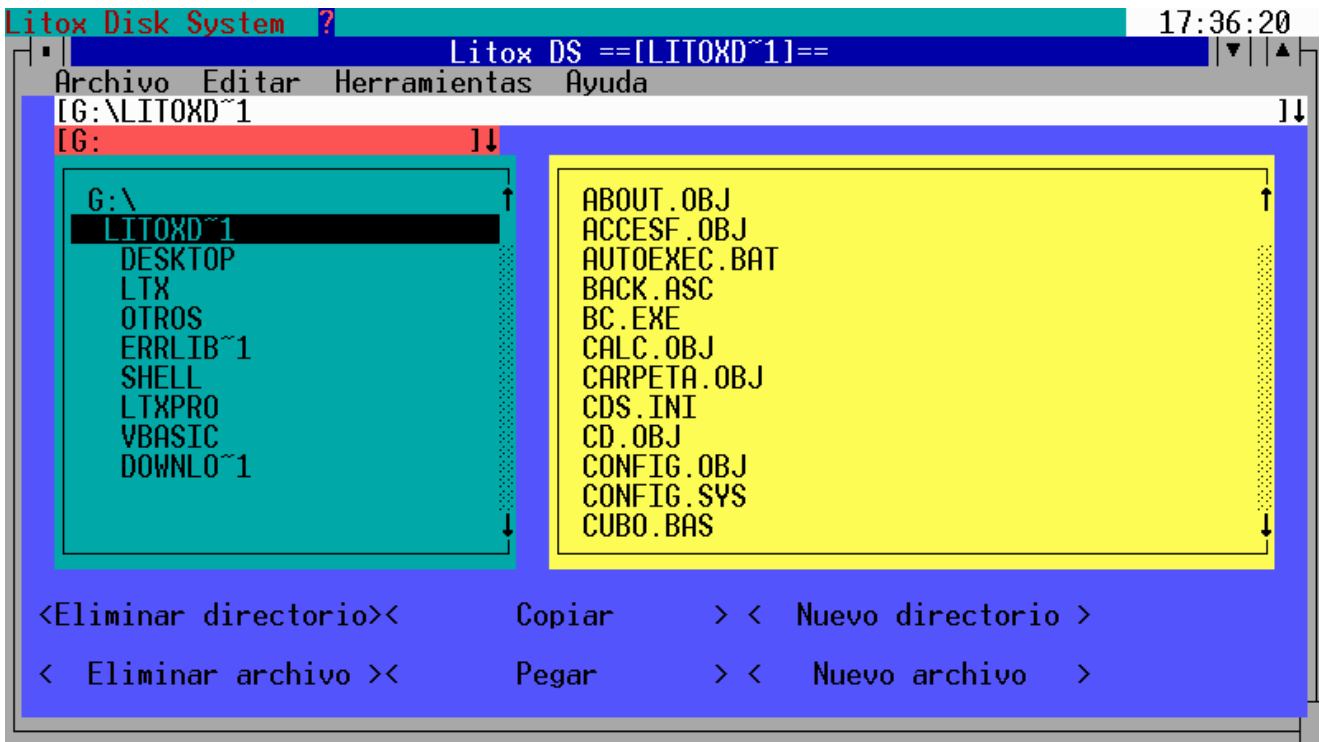 Litox Disk System ? 17:36:20
Litox DS ==[LITOXD~1]==
Archivo Editar Herramientas Ayuda
[G:\LITOXD~1 ]↓
[G: ]↓
G:\
LITOXD~1
DESKTOP
LTX
OTROS
ERRLIB~1
SHELL
LTXPRO
VBASIC
DOWNLO~1
ABOUT.OBJ
ACCESF.OBJ
AUTOEXEC.BAT
BACK.ASC
BC.EXE
CALC.OBJ
CARPETA.OBJ
CDS.INI
CD.OBJ
CONFIG.OBJ
CONFIG.SYS
CUBO.BAS
<Eliminar directorio>< Copiar > < Nuevo directorio >
< Eliminar archivo >< Pegar > < Nuevo archivo >